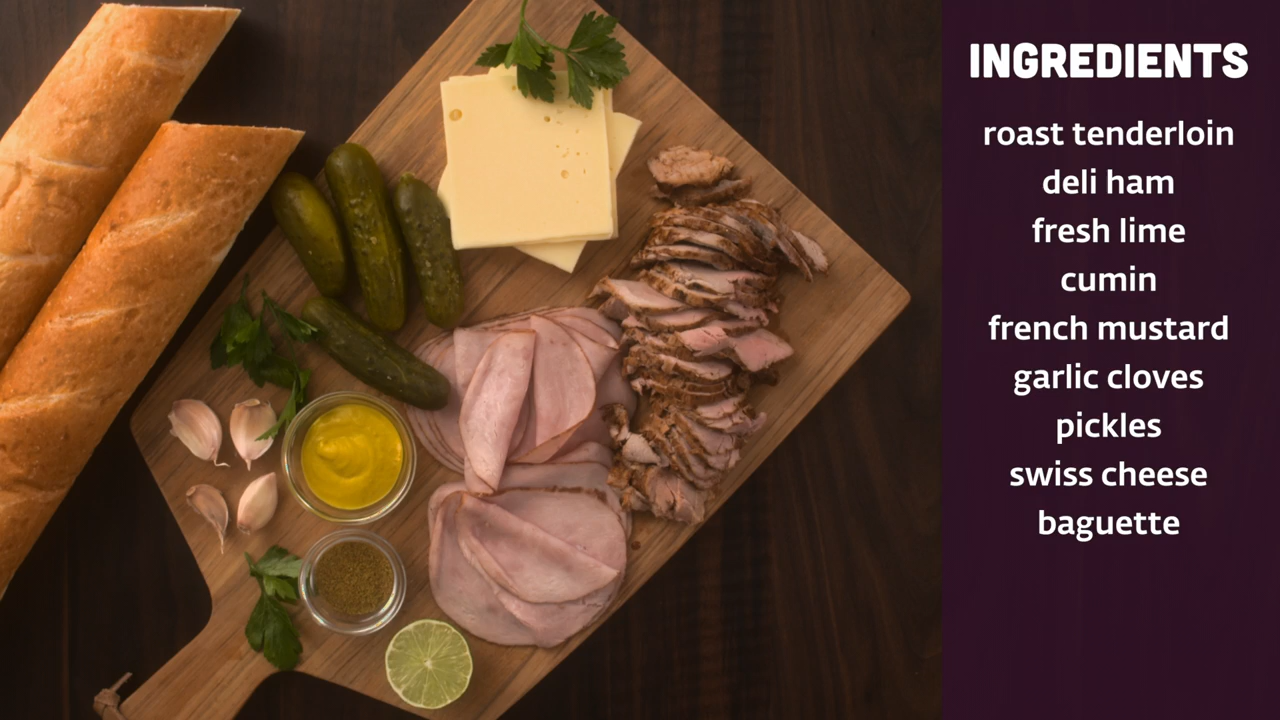 INGREDIENTS
roast tenderloin
deli ham
fresh lime
cumin
french mustard
garlic cloves
pickles
swiss cheese
baguette